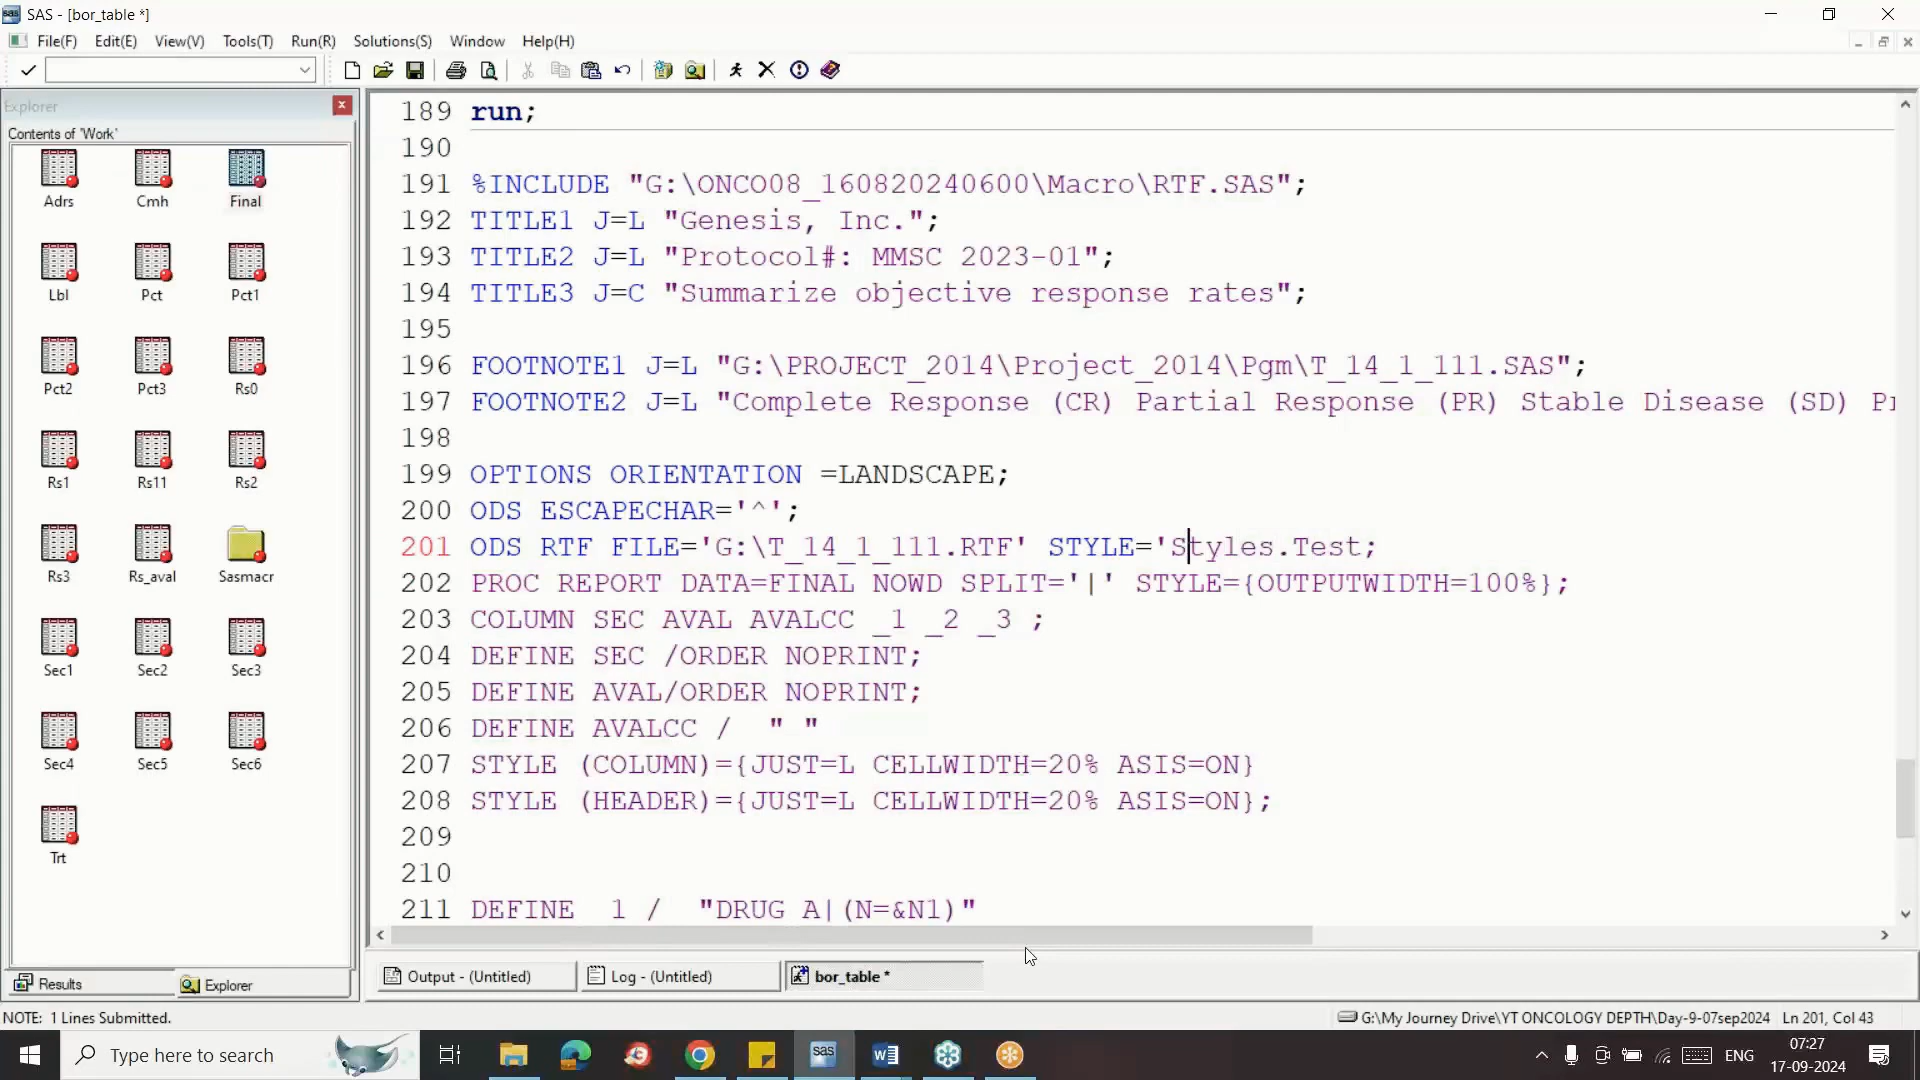 SAS - [bor_table *]
File(F) Edit(E) View(V) Tools(T) Run(R) Solutions(S) Window Help(H)
Explorer
Contents of 'Work'
Adrs Cmh Final
Lbl Pct Pct1
Pct2 Pct3 Rs0
Rs1 Rs11 Rs2
Rs3 Rs_aval Sasmacr
Sec1 Sec2 Sec3
Sec4 Sec5 Sec6
Trt
Results Explorer
189 run;
190
191 %INCLUDE "G:\ONCO08_160820240600\Macro\RTF.SAS";
192 TITLE1 J=L "Genesis, Inc.";
193 TITLE2 J=L "Protocol#: MMSC 2023-01";
194 TITLE3 J=C "Summarize objective response rates";
195
196 FOOTNOTE1 J=L "G:\PROJECT_2014\Project_2014\Pgm\T_14_1_111.SAS";
197 FOOTNOTE2 J=L "Complete Response (CR) Partial Response (PR) Stable Disease (SD)
198
199 OPTIONS ORIENTATION =LANDSCAPE;
200 ODS ESCAPECHAR='^';
201 ODS RTF FILE='G:\T_14_1_111.RTF' STYLE='Styles.Test;
202 PROC REPORT DATA=FINAL NOWD SPLIT='|' STYLE={OUTPUTWIDTH=100%};
203 COLUMN SEC AVAL AVALCC _1 _2 _3 ;
204 DEFINE SEC /ORDER NOPRINT;
205 DEFINE AVAL/ORDER NOPRINT;
206 DEFINE AVALCC / " "
207 STYLE (COLUMN)={JUST=L CELLWIDTH=20% ASIS=ON}
208 STYLE (HEADER)={JUST=L CELLWIDTH=20% ASIS=ON};
209
210
211 DEFINE 1 / "DRUG A|(N=&N1)"
Output - (Untitled) Log - (Untitled) bor_table *
NOTE: 1 Lines Submitted.
G:\My Journey Drive\YT ONCOLOGY DEPTH\Day-9-07sep2024 Ln 201, Col 43
Type here to search
ENG
07:27
17-09-2024